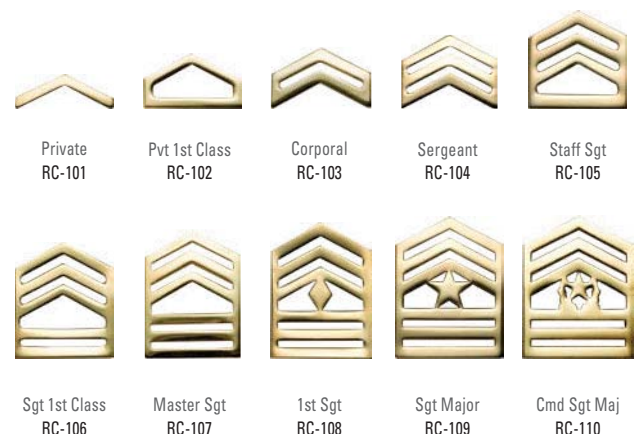 Private
RC-101
Pvt 1st Class
RC-102
Corporal
RC-103
Sergeant
RC-104
Staff Sgt
RC-105
Sgt 1st Class
RC-106
Master Sgt
RC-107
1st Sgt
RC-108
Sgt Major
RC-109
Cmd Sgt Maj
RC-110